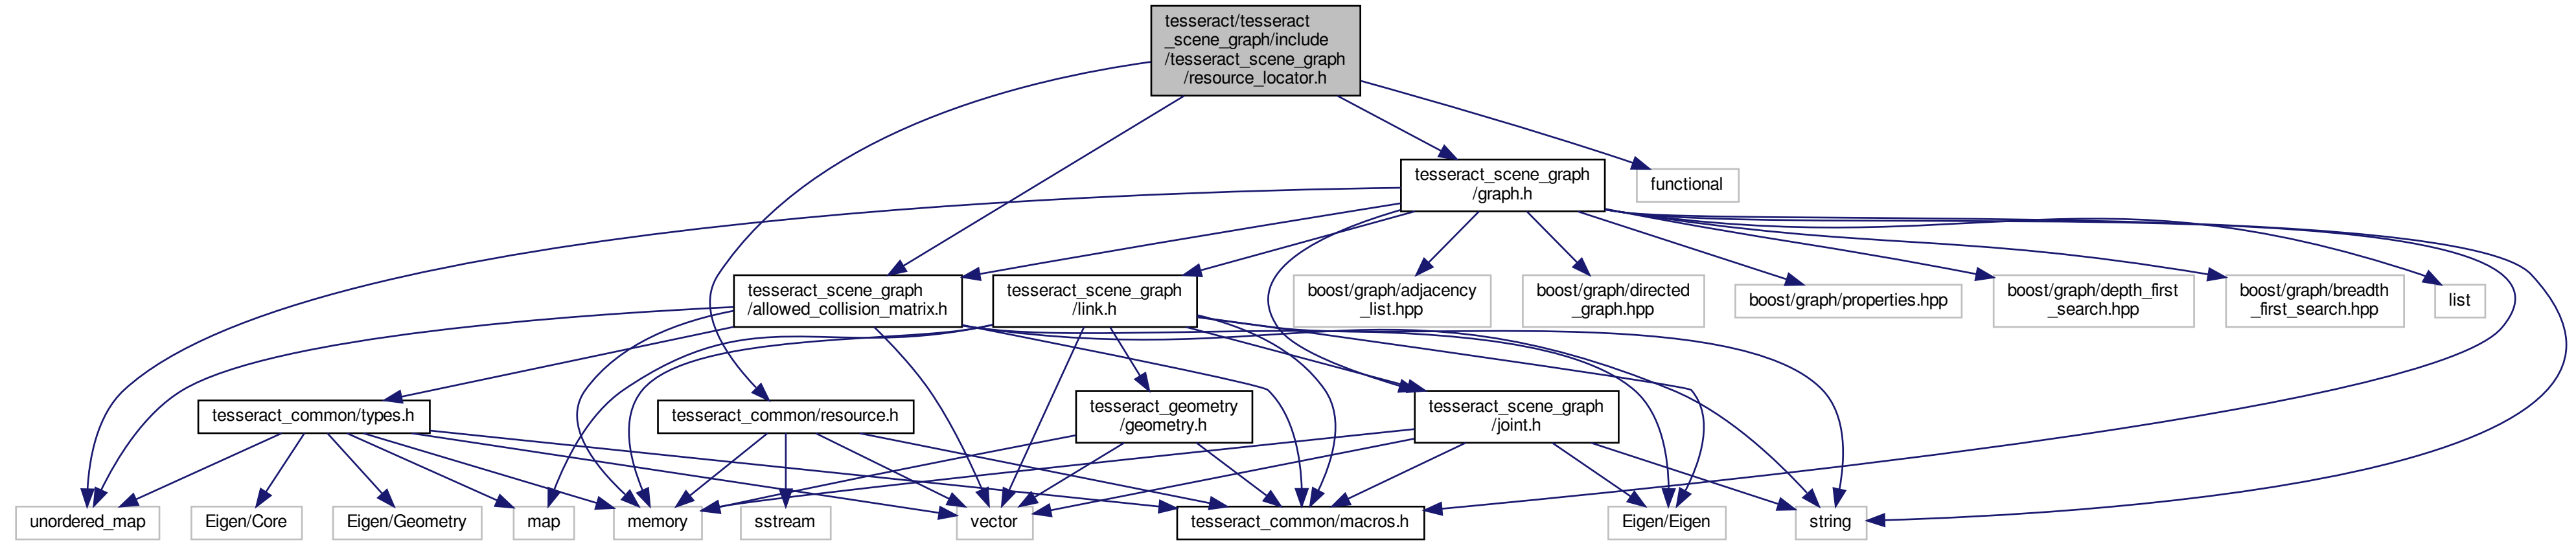 tesseract/tesseract
_scene_graph/include
/tesseract_scene_graph
/resource_locator.h
tesseract_scene_graph
/graph.h
functional
tesseract_scene_graph
/allowed_collision_matrix.h
tesseract_scene_graph
/link.h
boost/graph/adjacency
_list.hpp
boost/graph/directed
_graph.hpp
boost/graph/properties.hpp
boost/graph/depth_first
_search.hpp
boost/graph/breadth
_first_search.hpp
list
tesseract_common/types.h
tesseract_common/resource.h
tesseract_geometry
/geometry.h
tesseract_scene_graph
/joint.h
unordered_map
Eigen/Core
Eigen/Geometry
map
memory
sstream
vector
tesseract_common/macros.h
Eigen/Eigen
string